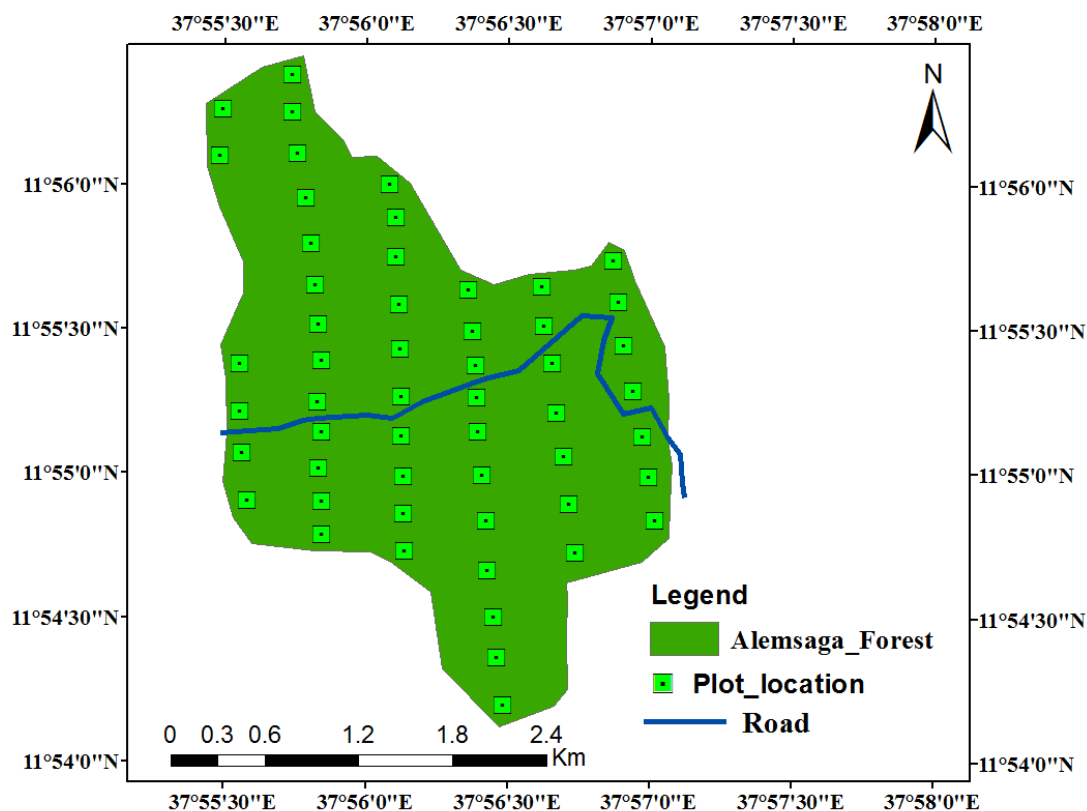 37°55'30"E 37°56'0"E 37°56'30"E 37°57'0"E 37°57'30"E 37°58'0"E
N
11°56'0"N 11°56'0"N
11°55'30"N 11°55'30"N
11°55'0"N 11°55'0"N
11°54'30"N 11°54'30"N
11°54'0"N 11°54'0"N
Legend
Alemsaga_Forest
Plot_location
Road
0 0.3 0.6 1.2 1.8 2.4
Km
37°55'30"E 37°56'0"E 37°56'30"E 37°57'0"E 37°57'30"E 37°58'0"E